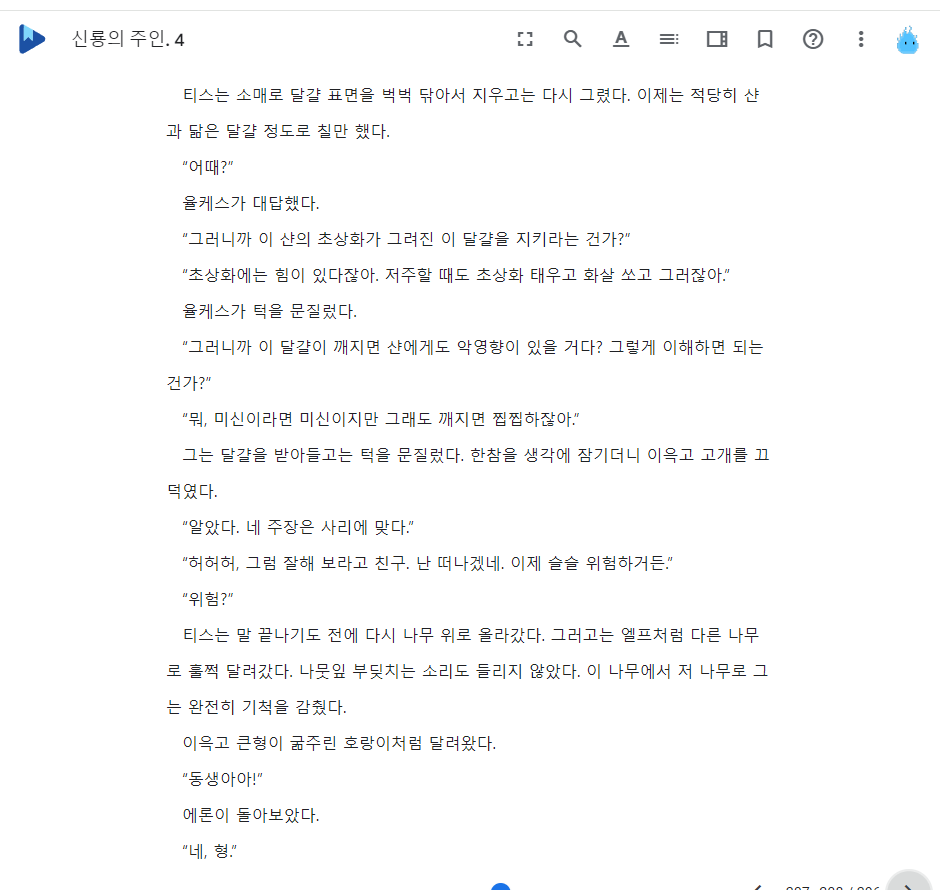 신룡의 주인. 4
티스는 소매로 달걀 표면을 벅벅 닦아서 지우고는 다시 그렸다. 이제는 적당히 샨
과 닮은 달걀 정도로 칠만 했다.
“어때?”
율케스가 대답했다.
“그러니까 이 샨의 초상화가 그려진 이 달걀을 지키라는 건가?”
“초상화에는 힘이 있다잖아. 저주할 때도 초상화 태우고 화살 쏘고 그러잖아.”
율케스가 턱을 문질렀다.
“그러니까 이 달걀이 깨지면 샨에게도 악영향이 있을 거다? 그렇게 이해하면 되는
건가?”
“뭐, 미신이라면 미신이지만 그래도 깨지면 찝찝하잖아.”
그는 달걀을 받아들고는 턱을 문질렀다. 한참을 생각에 잠기더니 이윽고 고개를 끄
덕였다.
“알았다. 네 주장은 사리에 맞다.”
“허허허, 그럼 잘해 보라고 친구. 난 떠나겠네. 이제 슬슬 위험하거든.”
“위험?”
티스는 말 끝나기도 전에 다시 나무 위로 올라갔다. 그러고는 엘프처럼 다른 나무
로 훌쩍 달려갔다. 나뭇잎 부딪치는 소리도 들리지 않았다. 이 나무에서 저 나무로 그
는 완전히 기척을 감췄다.
이윽고 큰형이 굶주린 호랑이처럼 달려왔다.
“동생아아!”
에론이 돌아보았다.
“네, 형.”